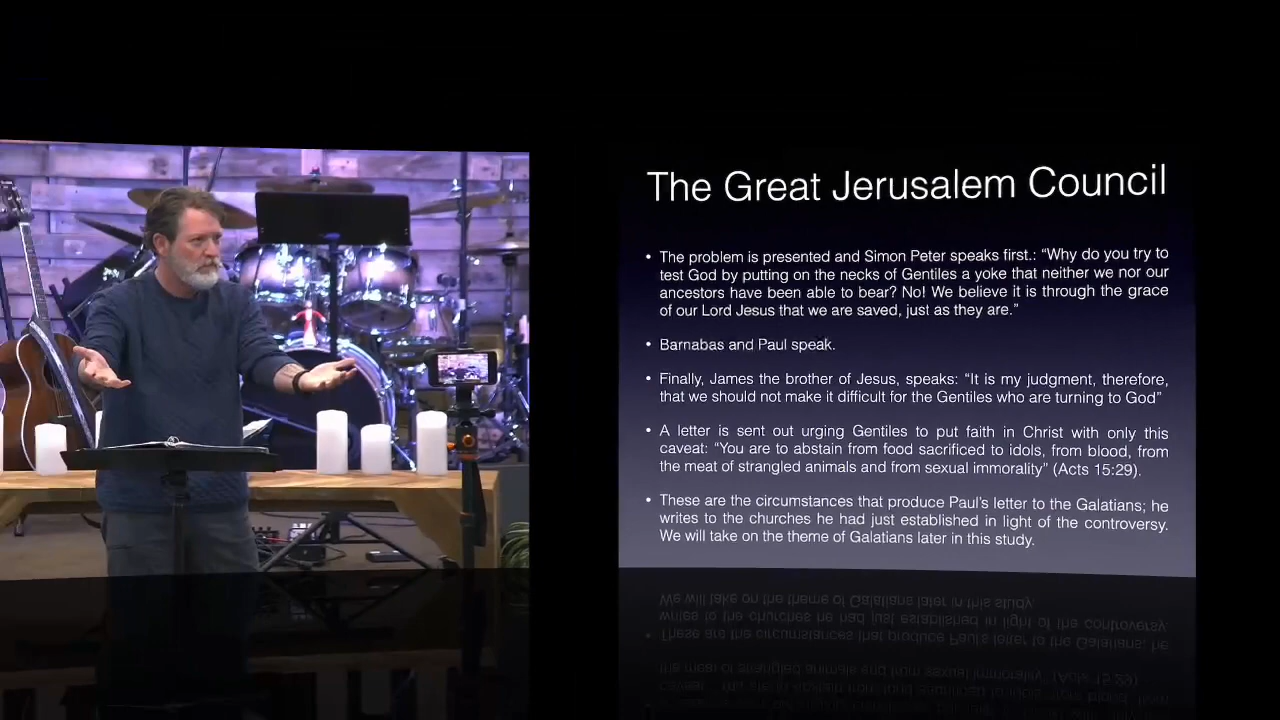 The Great Jerusalem Council
• The problem is presented and Simon Peter speaks first.: “Why do you try to
test God by putting on the necks of Gentiles a yoke that neither we nor our
ancestors have been able to bear? No! We believe it is through the grace
of our Lord Jesus that we are saved, just as they are.”
• Barnabas and Paul speak.
• Finally, James the brother of Jesus, speaks: “It is my judgment, therefore,
that we should not make it difficult for the Gentiles who are turning to God”
• A letter is sent out urging Gentiles to put faith in Christ with only this
caveat: “You are to abstain from food sacrificed to idols, from blood, from
the meat of strangled animals and from sexual immorality” (Acts 15:29).
• These are the circumstances that produce Paul’s letter to the Galatians; he
writes to the churches he had just established in light of the controversy.
We will take on the theme of Galatians later in this study.